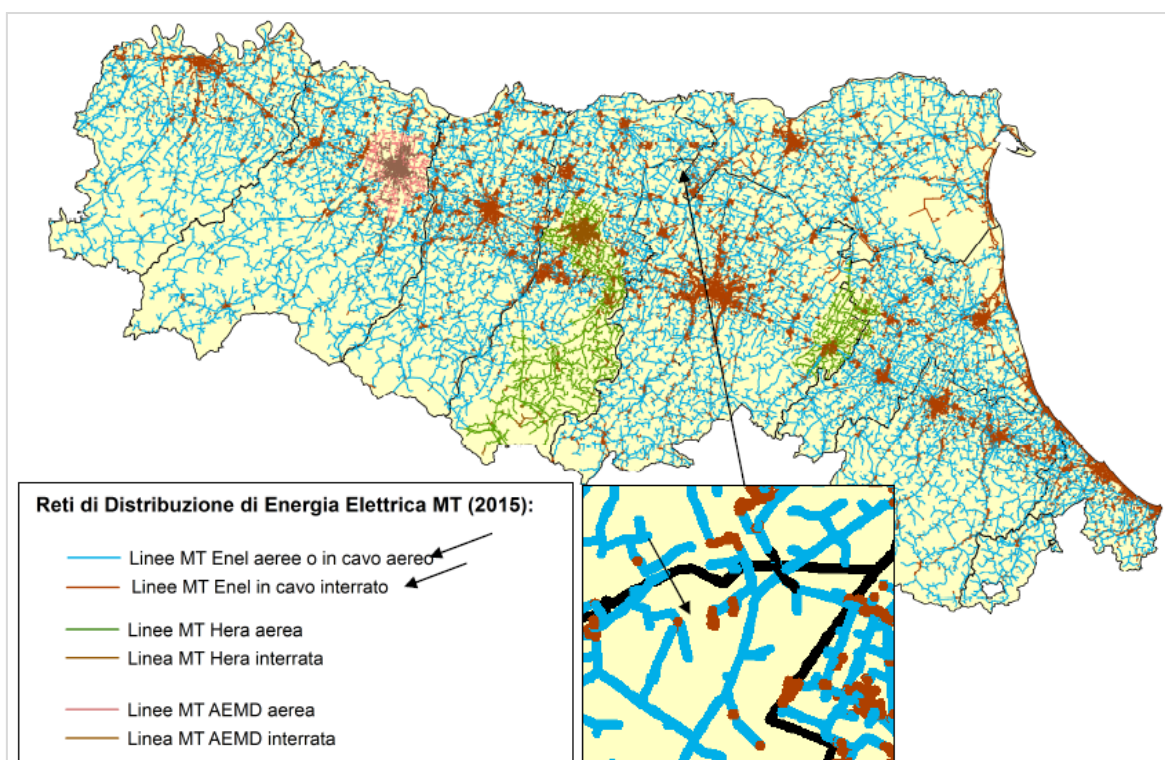 Reti di Distribuzione di Energia Elettrica MT (2015):
Linee MT Enel aeree o in cavo aereo
Linee MT Enel in cavo interrato
Linee MT Hera aerea
Linea MT Hera interrata
Linee MT AEMD aerea
Linea MT AEMD interrata